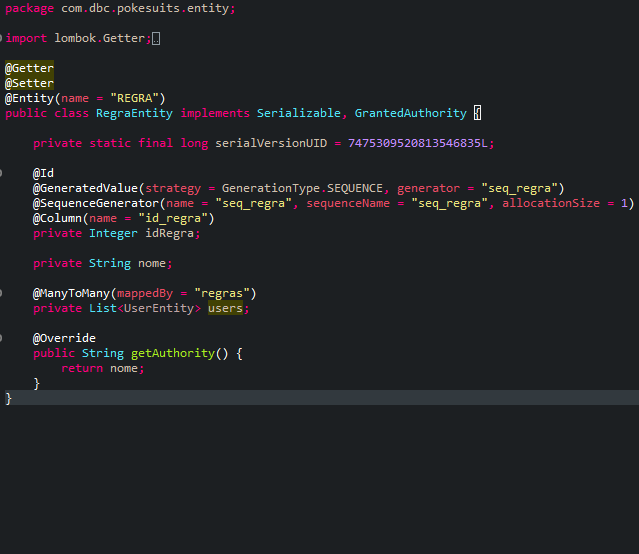 package com.dbc.pokesuits.entity;
import lombok.Getter;
@Getter
@Setter
@Entity(name = "REGRA")
public class RegraEntity implements Serializable, GrantedAuthority {
private static final long serialVersionUID = 7475309520813546835L;
@Id
@GeneratedValue(strategy = GenerationType.SEQUENCE, generator = "seq_regra")
@SequenceGenerator(name = "seq_regra", sequenceName = "seq_regra", allocationSize = 1)
@Column(name = "id_regra")
private Integer idRegra;
private String nome;
@ManyToMany(mappedBy = "regras")
private List<UserEntity> users;
@Override
public String getAuthority() {
return nome;
}
}